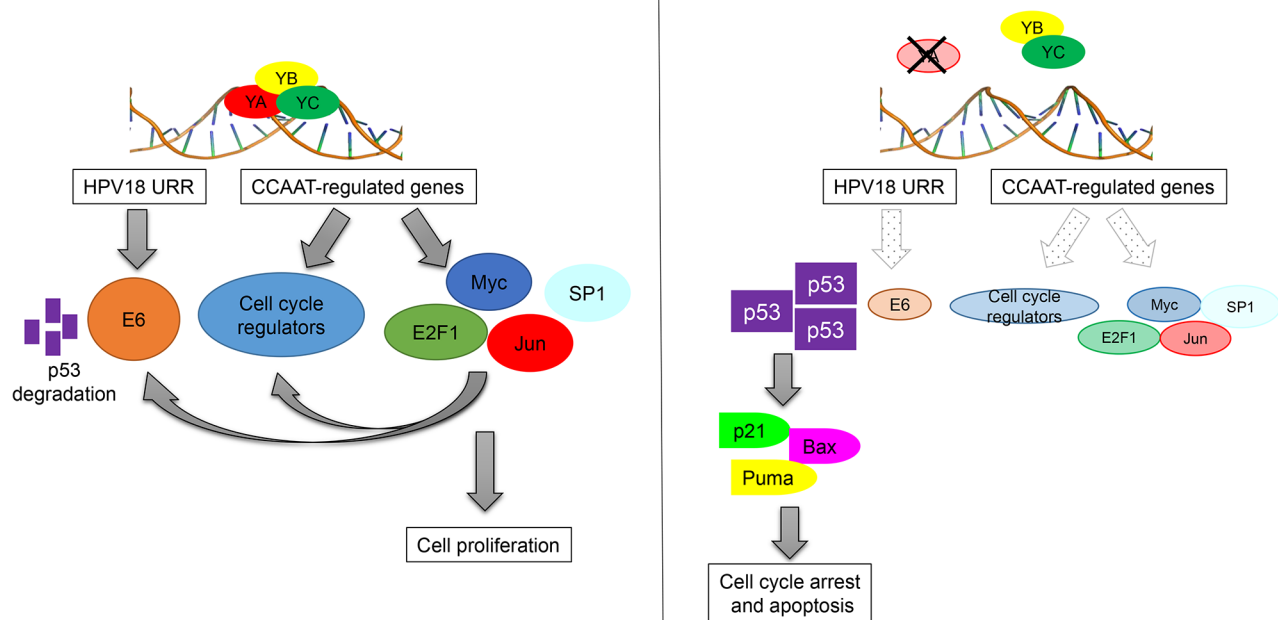 YB
YA
YC
HPV18 URR
CCAAT-regulated genes
E6
Cell cycle
regulators
Myc
SP1
E2F1
Jun
p53
degradation
Cell proliferation
YB
YA
YC
HPV18 URR
CCAAT-regulated genes
p53
p53
p53
E6
Cell cycle
regulators
Myc
SP1
E2F1
Jun
p21
Bax
Puma
Cell cycle arrest
and apoptosis